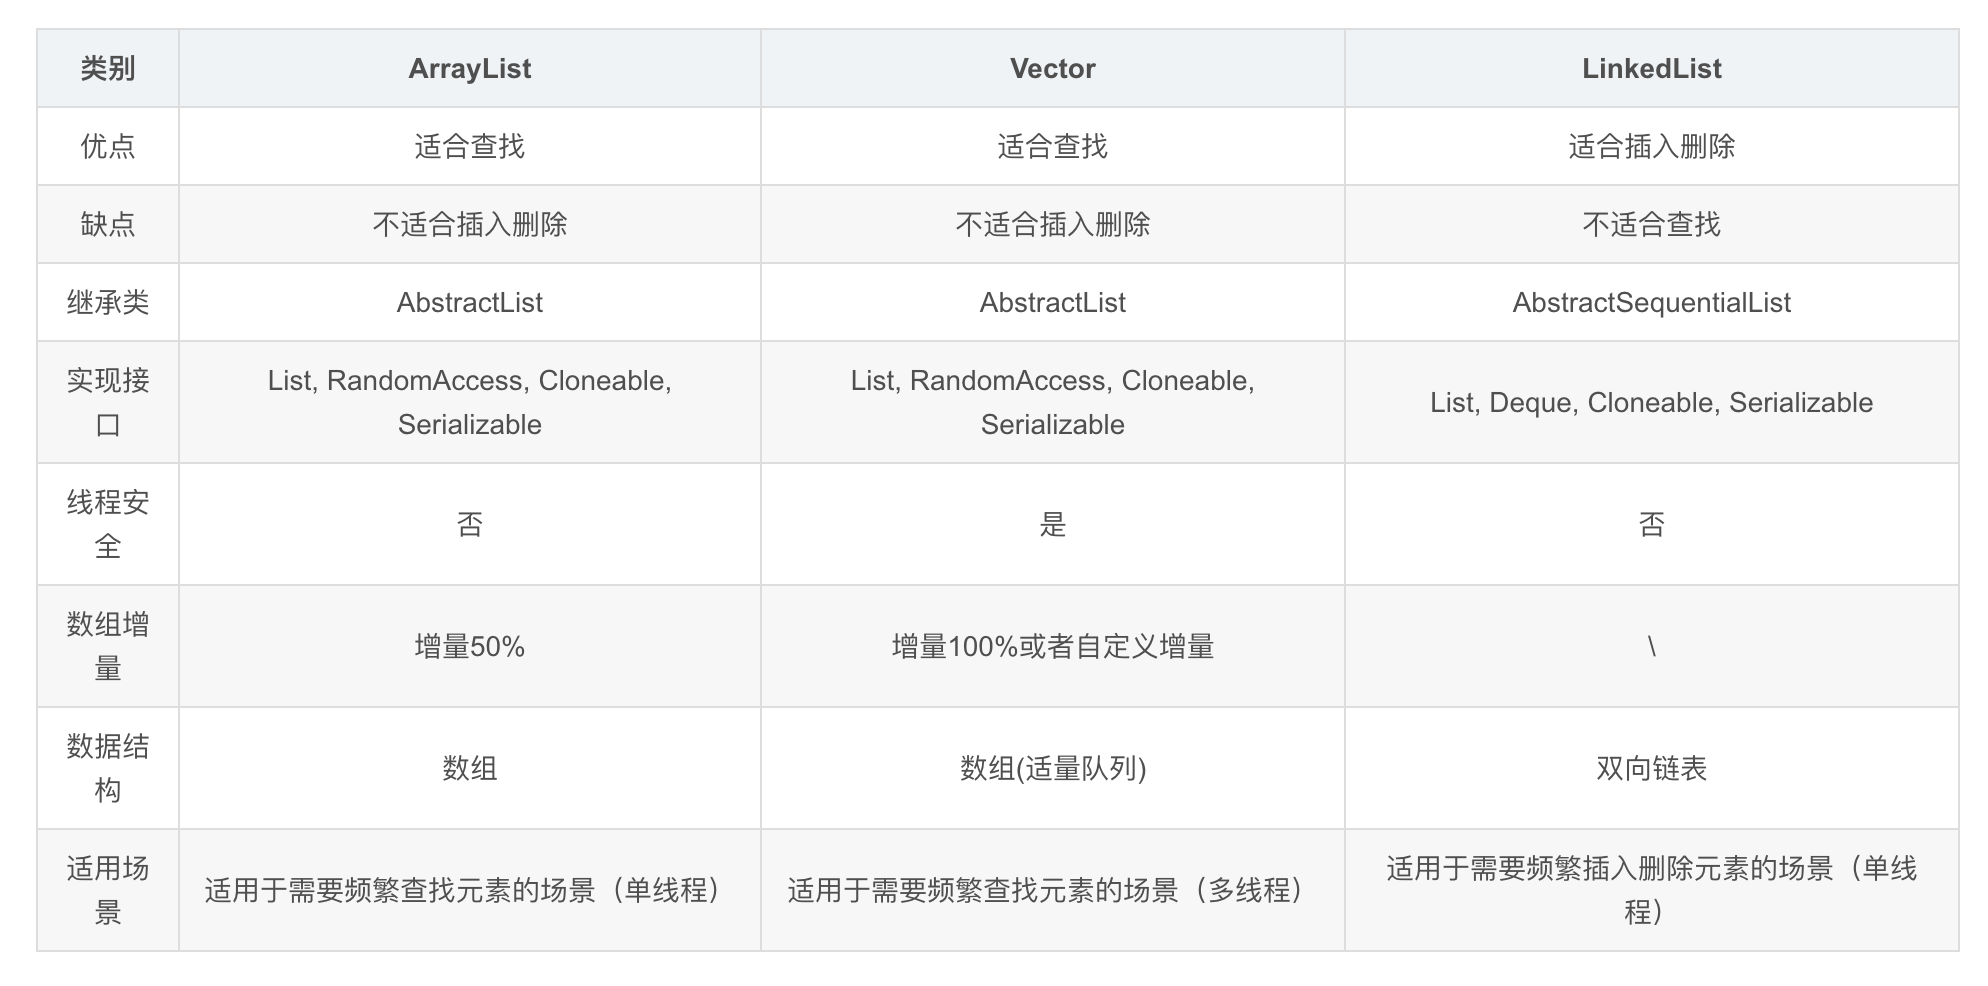 类别 ArrayList Vector LinkedList
优点 适合查找 适合查找 适合插入删除
缺点 不适合插入删除 不适合插入删除 不适合查找
继承类 AbstractList AbstractList AbstractSequentialList
实现接
口
List, RandomAccess, Cloneable,
Serializable
List, RandomAccess, Cloneable,
Serializable
List, Deque, Cloneable, Serializable
线程安
全
否
是
否
数组增
量
增量50%
增量100%或者自定义增量
\
数据结
构
数组
数组(适量队列)
双向链表
适用场
景
适用于需要频繁查找元素的场景（单线程）
适用于需要频繁查找元素的场景（多线程）
适用于需要频繁插入删除元素的场景（单线
程）